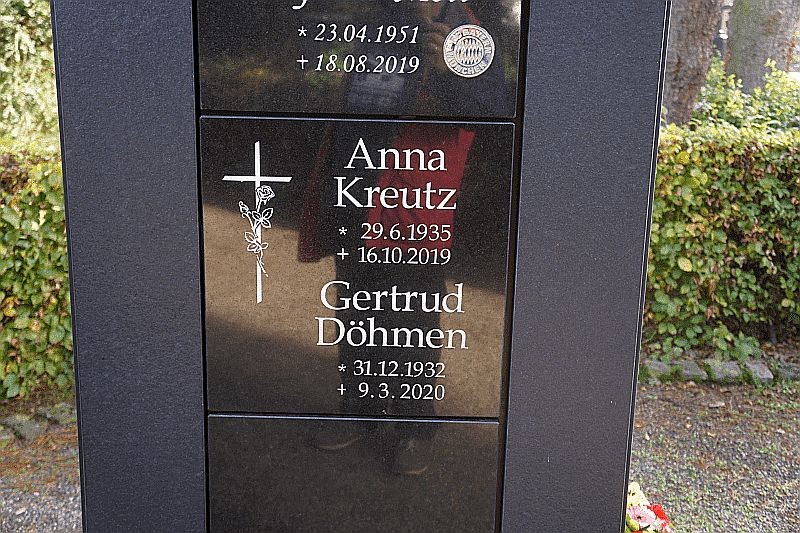 * 23.04.1951
+ 18.08.2019
Anna
Kreutz
* 29.6.1935
+ 16.10.2019
Gertrud
Döhmen
* 31.12.1932
+ 9.3.2020